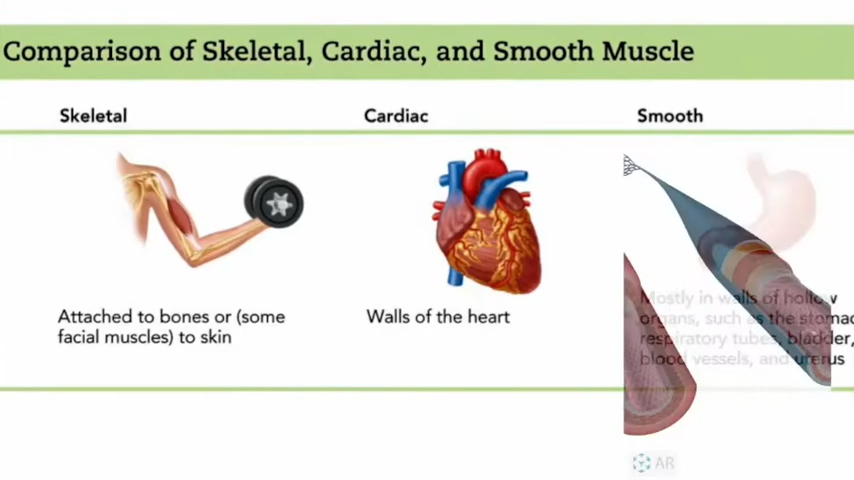 Comparison of Skeletal, Cardiac, and Smooth Muscle
Skeletal
Cardiac
Smooth
Attached to bones or (some
facial muscles) to skin
Walls of the heart
Mostly in walls of hollow
organs, such as the stomac
respiratory tubes, bladder,
blood vessels, and uterus
AR